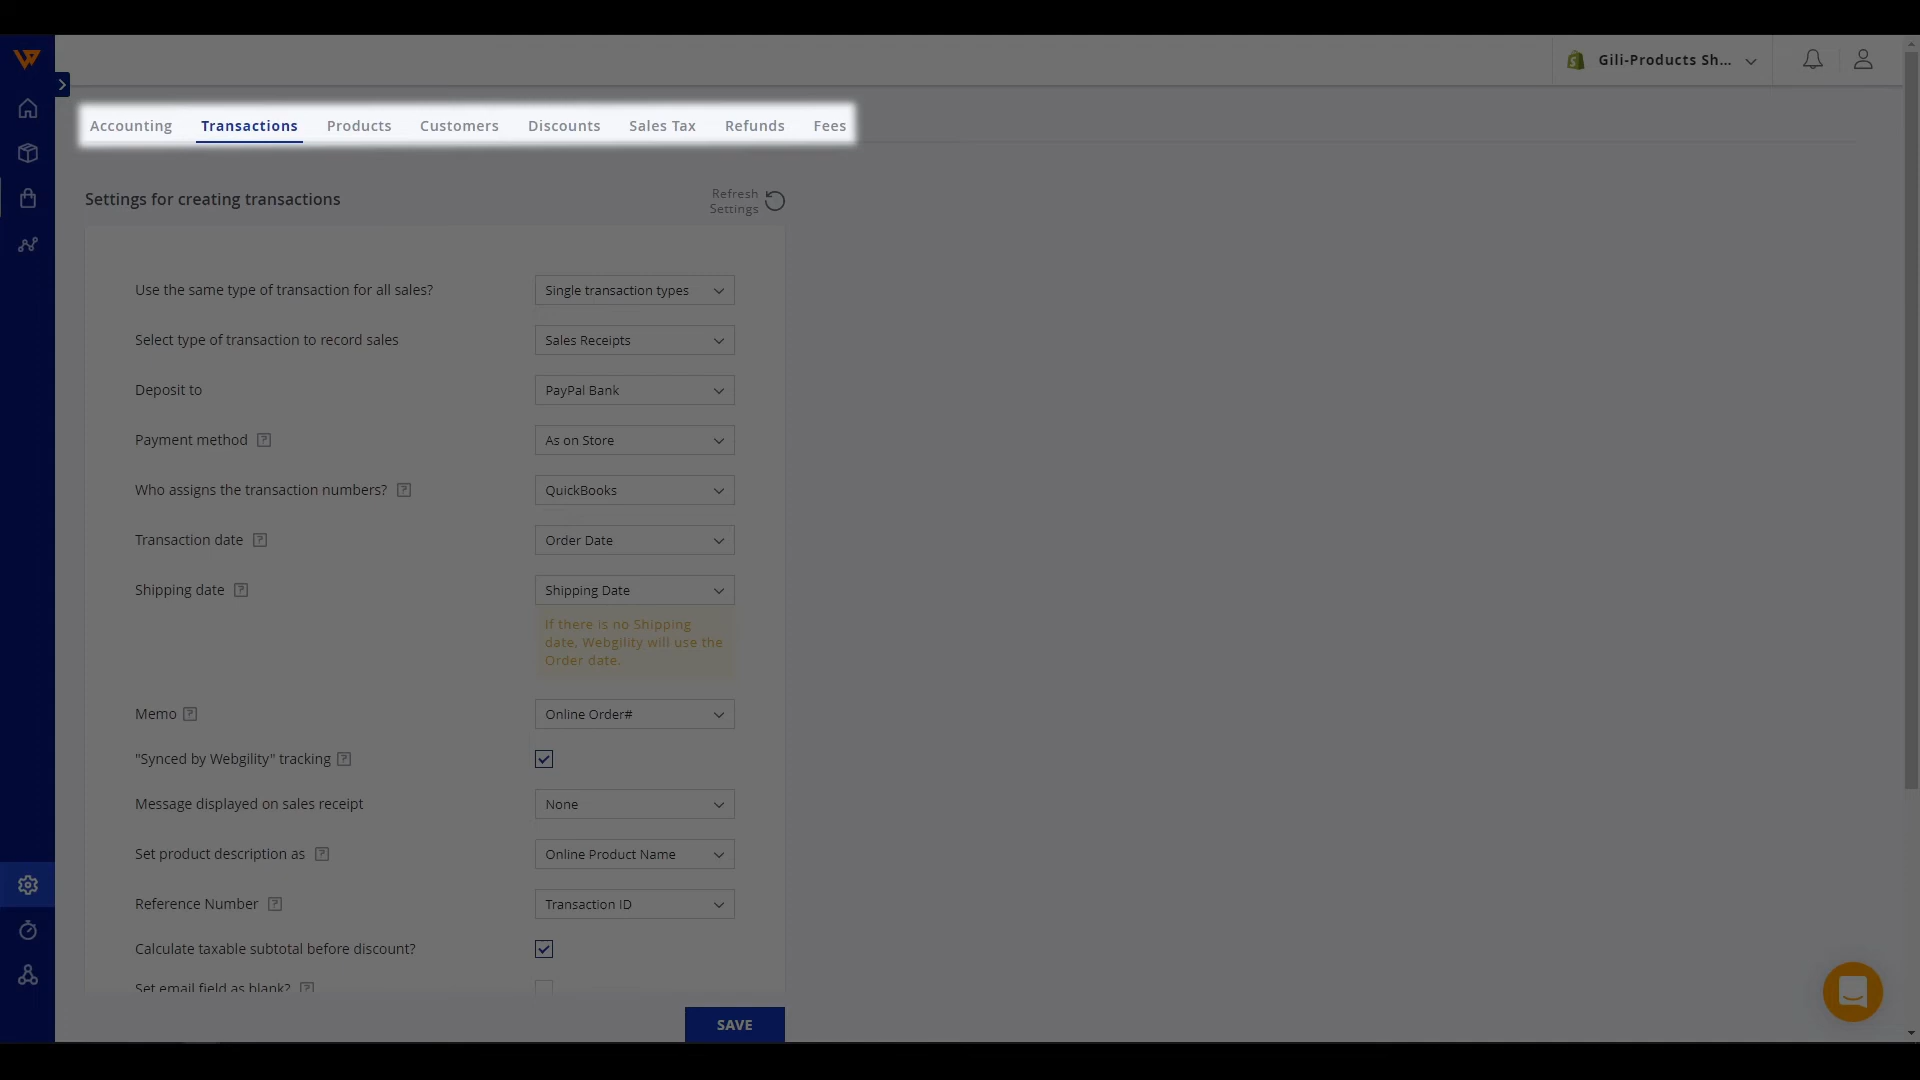 Gili-Products Sh...
Accounting Transactions Products Customers Discounts Sales Tax Refunds Fees
Settings for creating transactions
Refresh
Settings
Use the same type of transaction for all sales? Single transaction types
Select type of transaction to record sales Sales Receipts
Deposit to PayPal Bank
Payment method ? As on Store
Who assigns the transaction numbers? ? QuickBooks
Transaction date ? Order Date
Shipping date ? Shipping Date
If there is no Shipping
date, Webgility will use the
Order date.
Memo ? Online Order#
"Synced by Webgility" tracking ?
Message displayed on sales receipt None
Set product description as ? Online Product Name
Reference Number ? Transaction ID
Calculate taxable subtotal before discount?
Set email field as blank? ?
SAVE